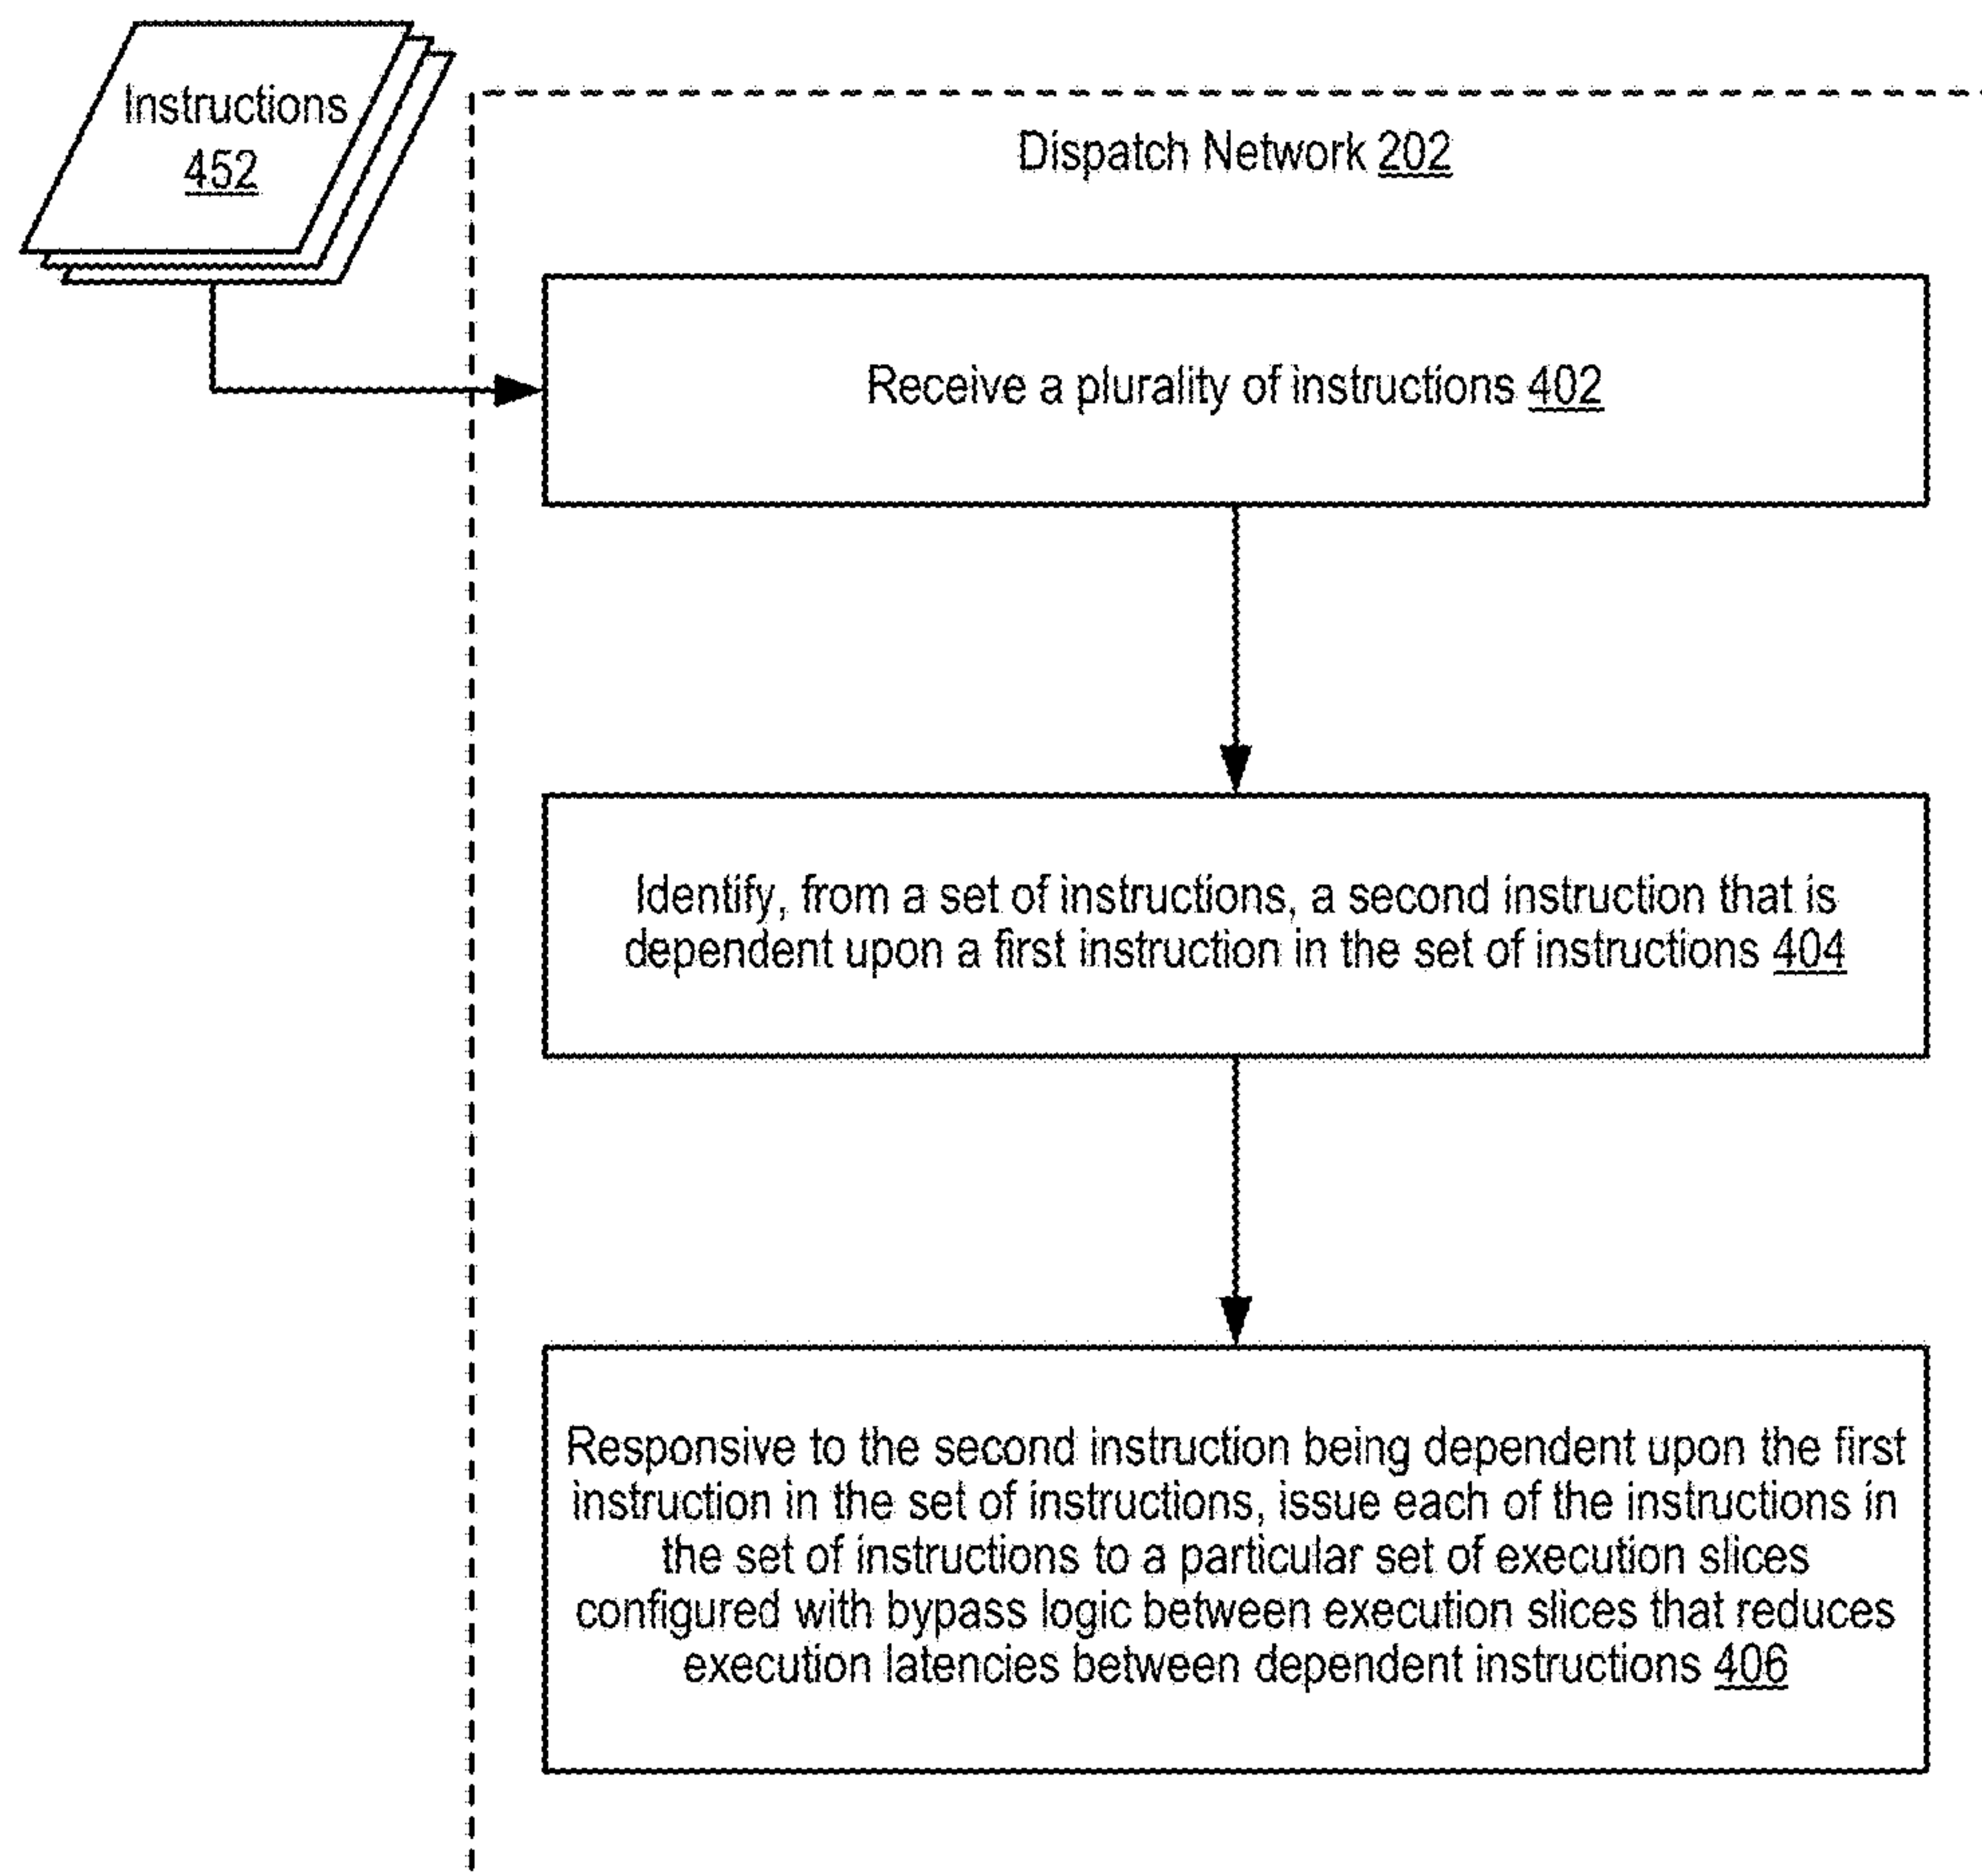 Instructions
452
Dispatch Network 202
Receive a plurality of instructions 402
Identify, from a set of instructions, a second instruction that is
dependent upon a first instruction in the set of instructions 404
Responsive to the second instruction being dependent upon the first
instruction in the set of instructions, issue each of the instructions in
the set of instructions to a particular set of execution slices
configured with bypass logic between execution slices that reduces
execution latencies between dependent instructions 406